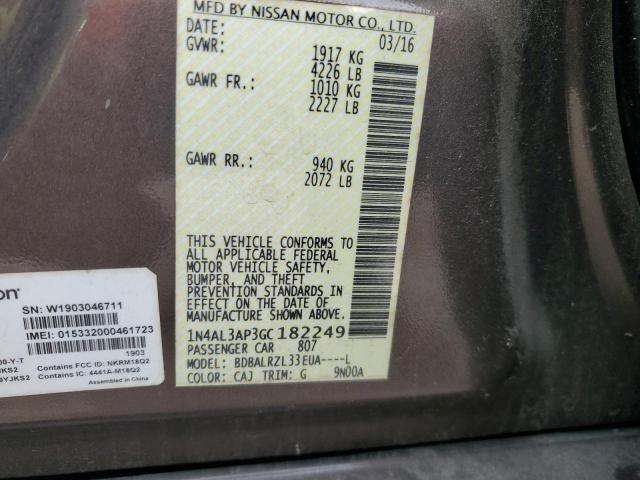 MFD BY NISSAN MOTOR CO., LTD.
DATE: 03/16
GVWR: 1917 KG
4226 LB
GAWR FR.: 1010 KG
2227 LB
GAWR RR.: 940 KG
2072 LB
THIS VEHICLE CONFORMS TO
ALL APPLICABLE FEDERAL
MOTOR VEHICLE SAFETY,
BUMPER, AND THEFT
PREVENTION STANDARDS
IN EFFECT ON THE DATE OF
MANUFACTURE SHOWN ABOVE.
1N4AL3AP3GC182249
PASSENGER CAR 807
MODEL: BDBALRZL33EUA----L
COLOR: CAJ TRIM: G 9N00A
on
SN: W1903046711
IMEI: 015332000461723
1903
00-Y-T
JKS2 Contains FCC ID: NKRM18Q2
9YJKS2 Contains IC: 4441A-M18Q2
Assembled in China